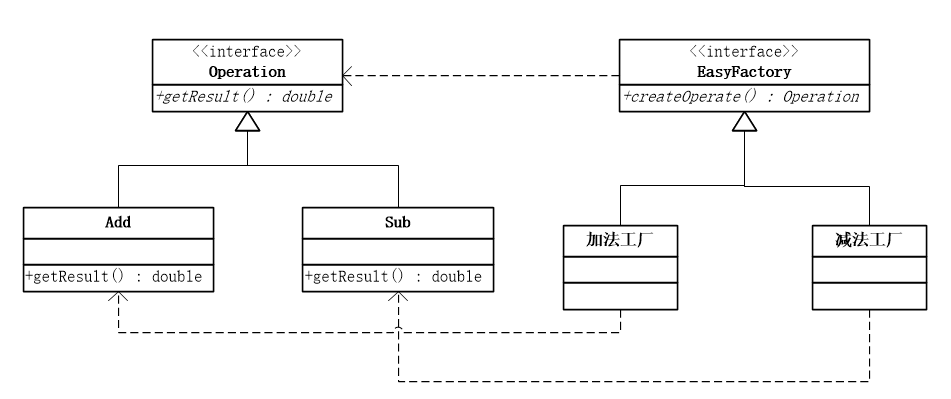 <<interface>>
Operation
+getResult() : double
<<interface>>
EasyFactory
+createOperate() : Operation
Add
+getResult() : double
Sub
+getResult() : double
加法工厂
减法工厂